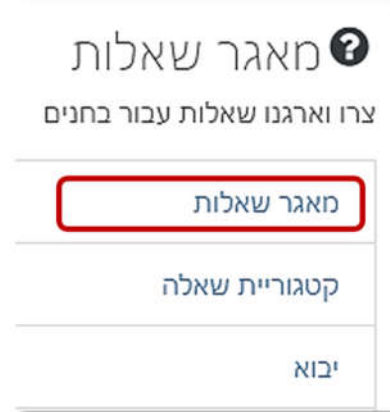 מאגר שאלות
צרו וארגנו שאלות עבור בחנים
מאגר שאלות
קטגוריית שאלה
יבוא